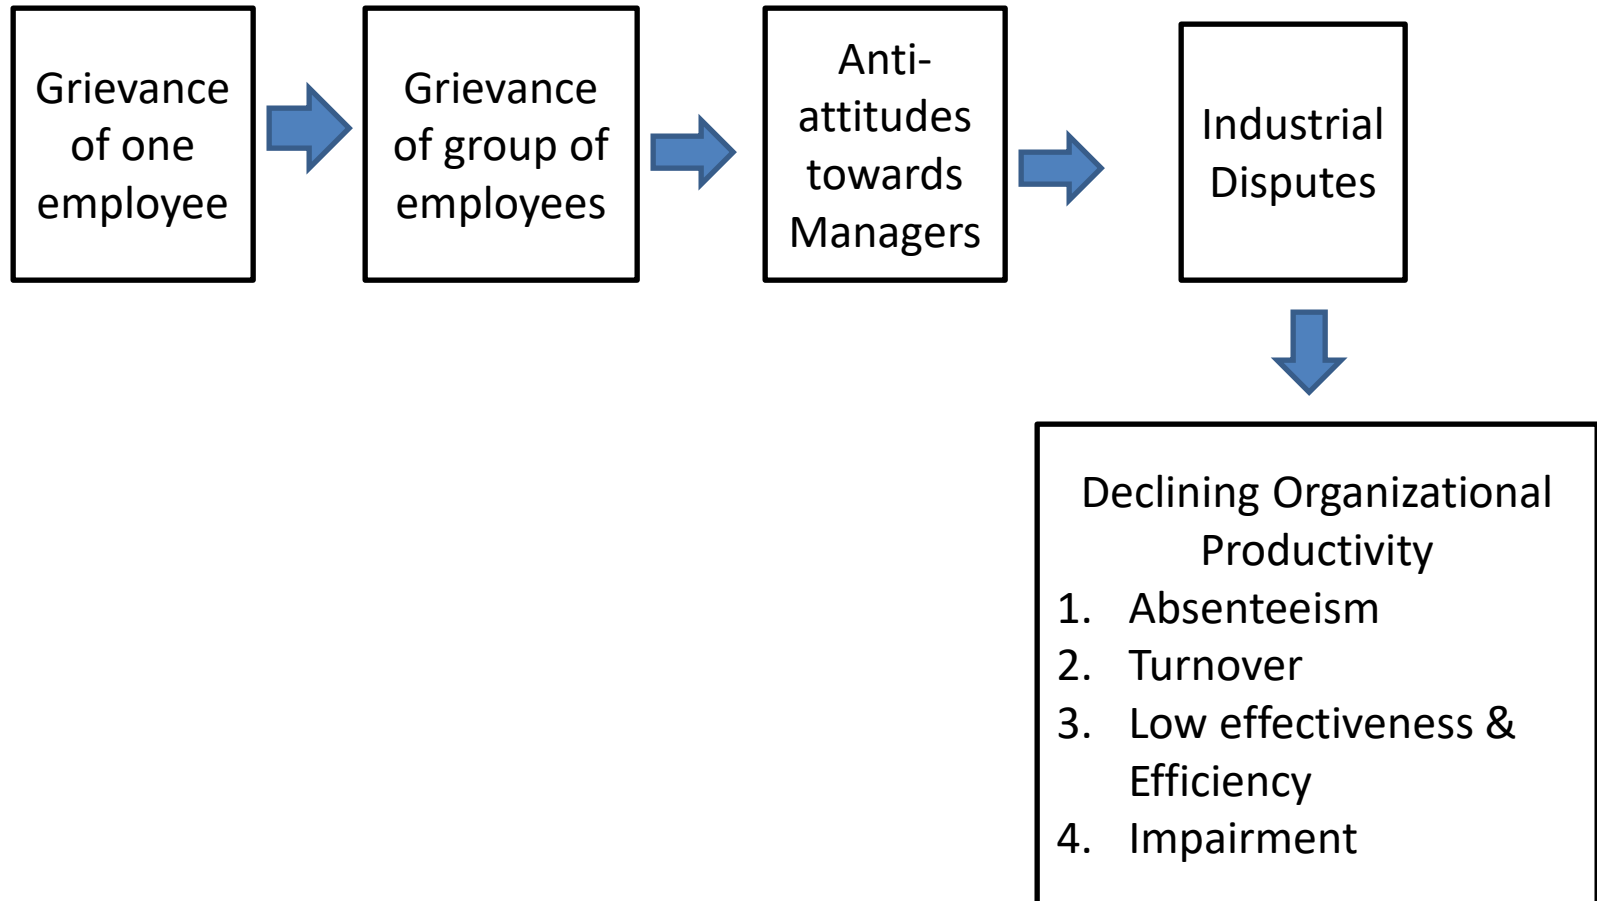 Grievance
of one
employee
Grievance
of group of
employees
Anti-
attitudes
towards
Managers
Industrial
Disputes
Declining Organizational
Productivity
1. Absenteeism
2. Turnover
3. Low effectiveness &
Efficiency
4. Impairment